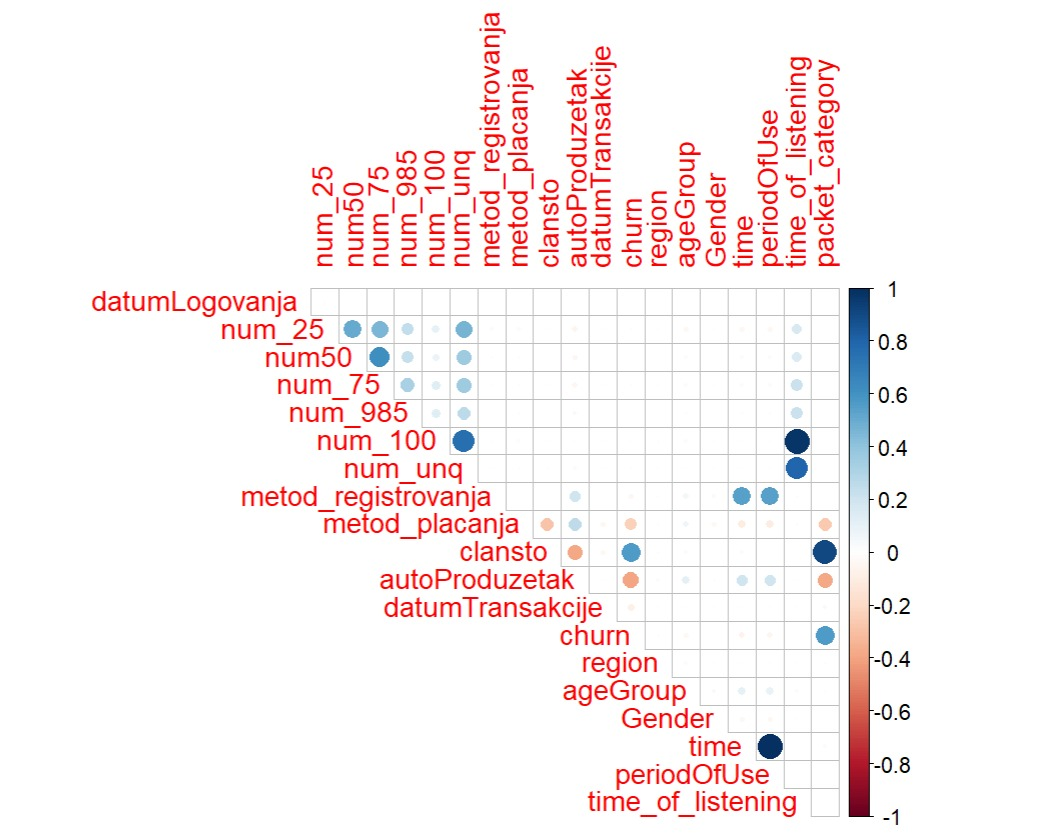 num_25
num50
num_75
num_985
num_100
num_unq
metod_registrovanja
metod_placanja
clansto
autoProduzetak
datumTransakcije
churn
region
ageGroup
Gender
time
periodOfUse
time_of_listening
packet_category
datumLogovanja
num_25
num50
num_75
num_985
num_100
num_unq
metod_registrovanja
metod_placanja
clansto
autoProduzetak
datumTransakcije
churn
region
ageGroup
Gender
time
periodOfUse
time_of_listening
1
0.8
0.6
0.4
0.2
0
-0.2
-0.4
-0.6
-0.8
-1